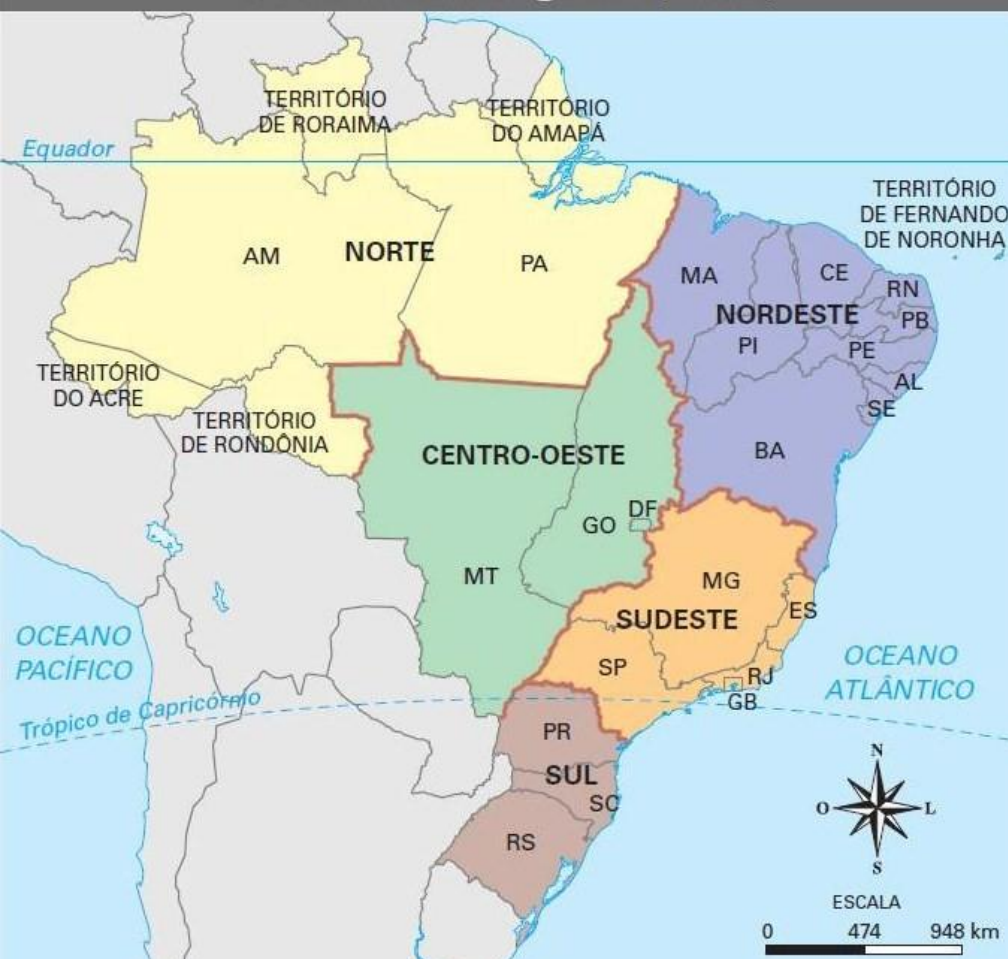 TERRITÓRIO
DE RORAIMA
TERRITÓRIO
DO AMAPÁ
Equador
TERRITÓRIO
DE FERNANDO
DE NORONHA
AM
NORTE
PA
MA
CE
RN
NORDESTE
PB
PI
PE
AL
SE
TERRITÓRIO
DO ACRE
TERRITÓRIO
DE RONDÔNIA
CENTRO-OESTE
BA
DF
GO
MT
MG
ES
SUDESTE
OCEANO
PACÍFICO
SP
RJ
GB
OCEANO
ATLÂNTICO
Trópico de Capricórnio
PR
SUL
SC
RS
N
O
L
S
ESCALA
0 474 948 km